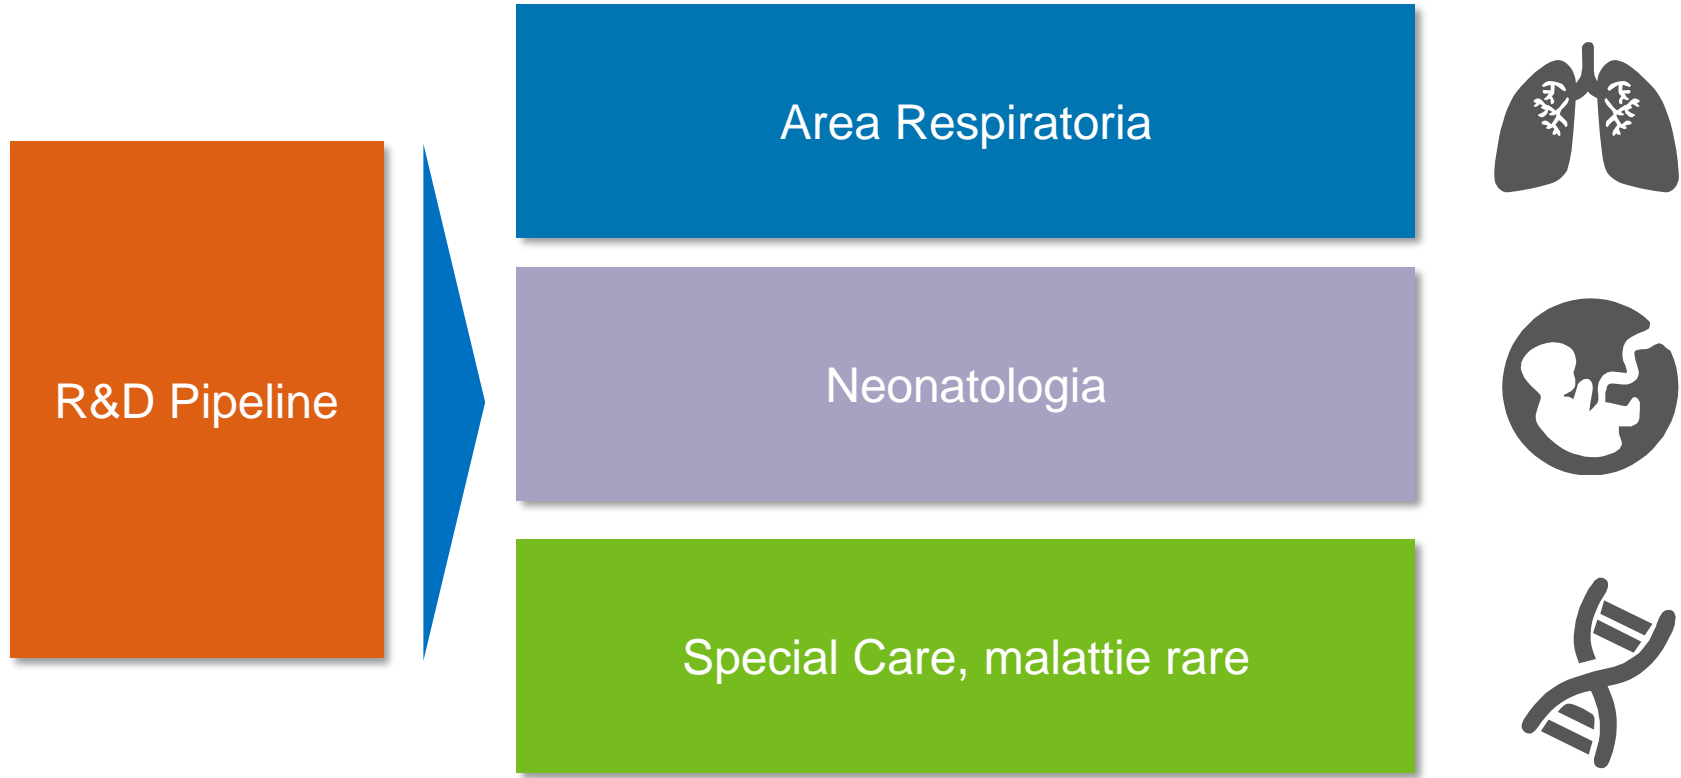 R&D Pipeline
Area Respiratoria
Neonatologia
Special Care, malattie rare